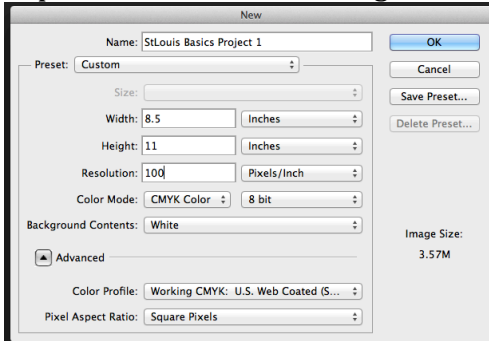 New
Name: StLouis Basics Project 1
OK
Preset: Custom
Cancel
Size:
Save Preset...
Width: 8.5 Inches
Delete Preset...
Height: 11 Inches
Resolution: 100 Pixels/Inch
Color Mode: CMYK Color 8 bit
Background Contents: White
Image Size:
Advanced
3.57M
Color Profile: Working CMYK: U.S. Web Coated (S...
Pixel Aspect Ratio: Square Pixels